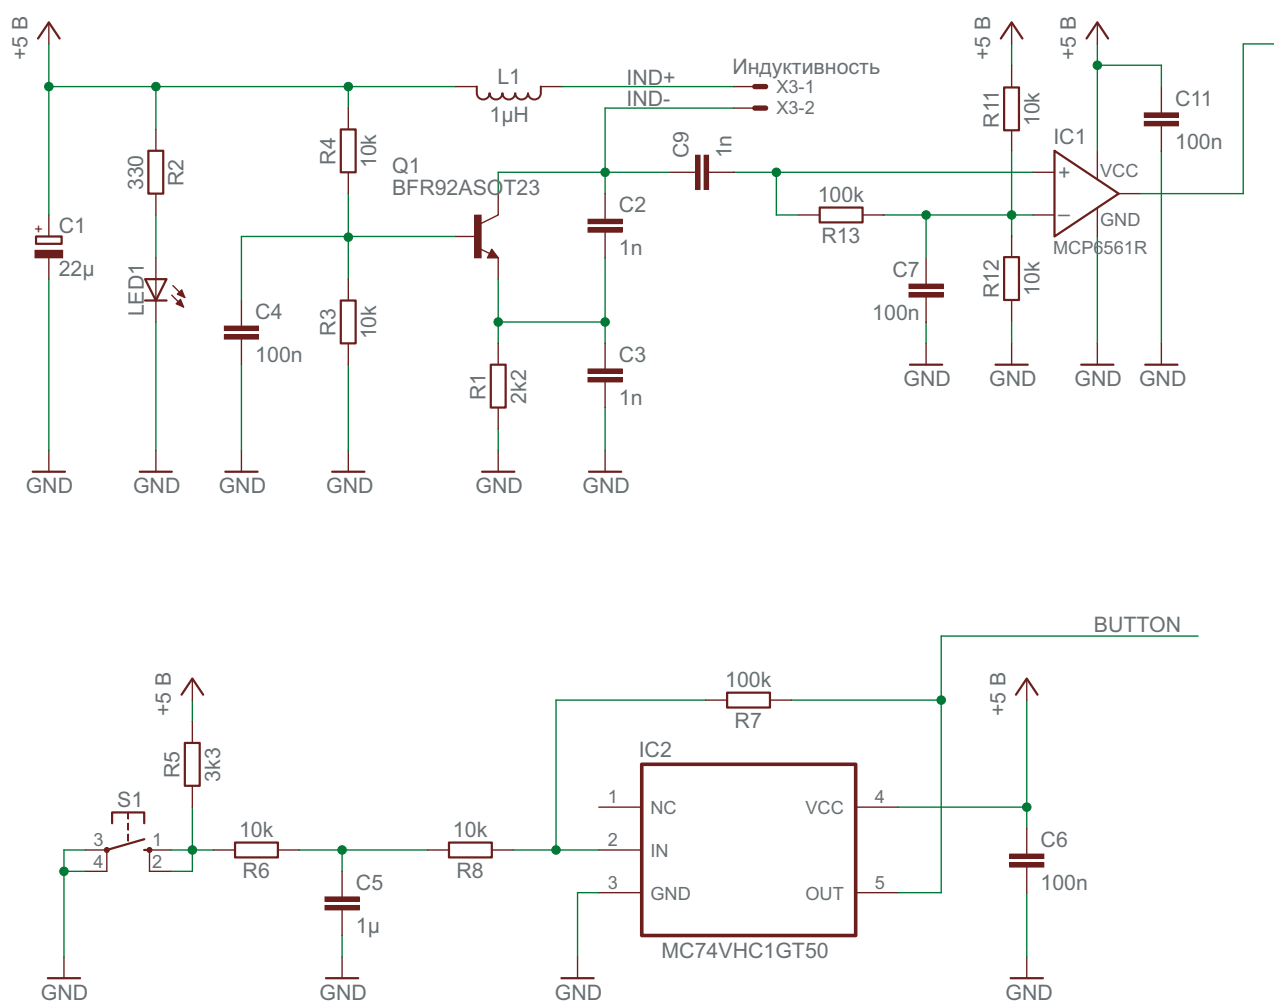 +5 В
+5 В
+5 В
L1
1µH
IND+
IND-
Индуктивность
X3-1
X3-2
330
R2
R4
10k
Q1
BFR92ASOT23
C9
1n
R11
10k
IC1
C11
100n
+
C1
22µ
LED1
C4
100n
R3
10k
C2
1n
100k
R13
C7
100n
R12
10k
+
–
VCC
GND
MCP6561R
R1
2k2
C3
1n
GND
GND
GND
GND
GND
GND
GND
GND
GND
GND
BUTTON
+5 В
R5
3k3
100k
R7
+5 В
IC2
S1
3
4
1
2
10k
R6
10k
R8
C5
1µ
1
2
3
NC
IN
GND
VCC
OUT
4
5
C6
100n
MC74VHC1GT50
GND
GND
GND
GND